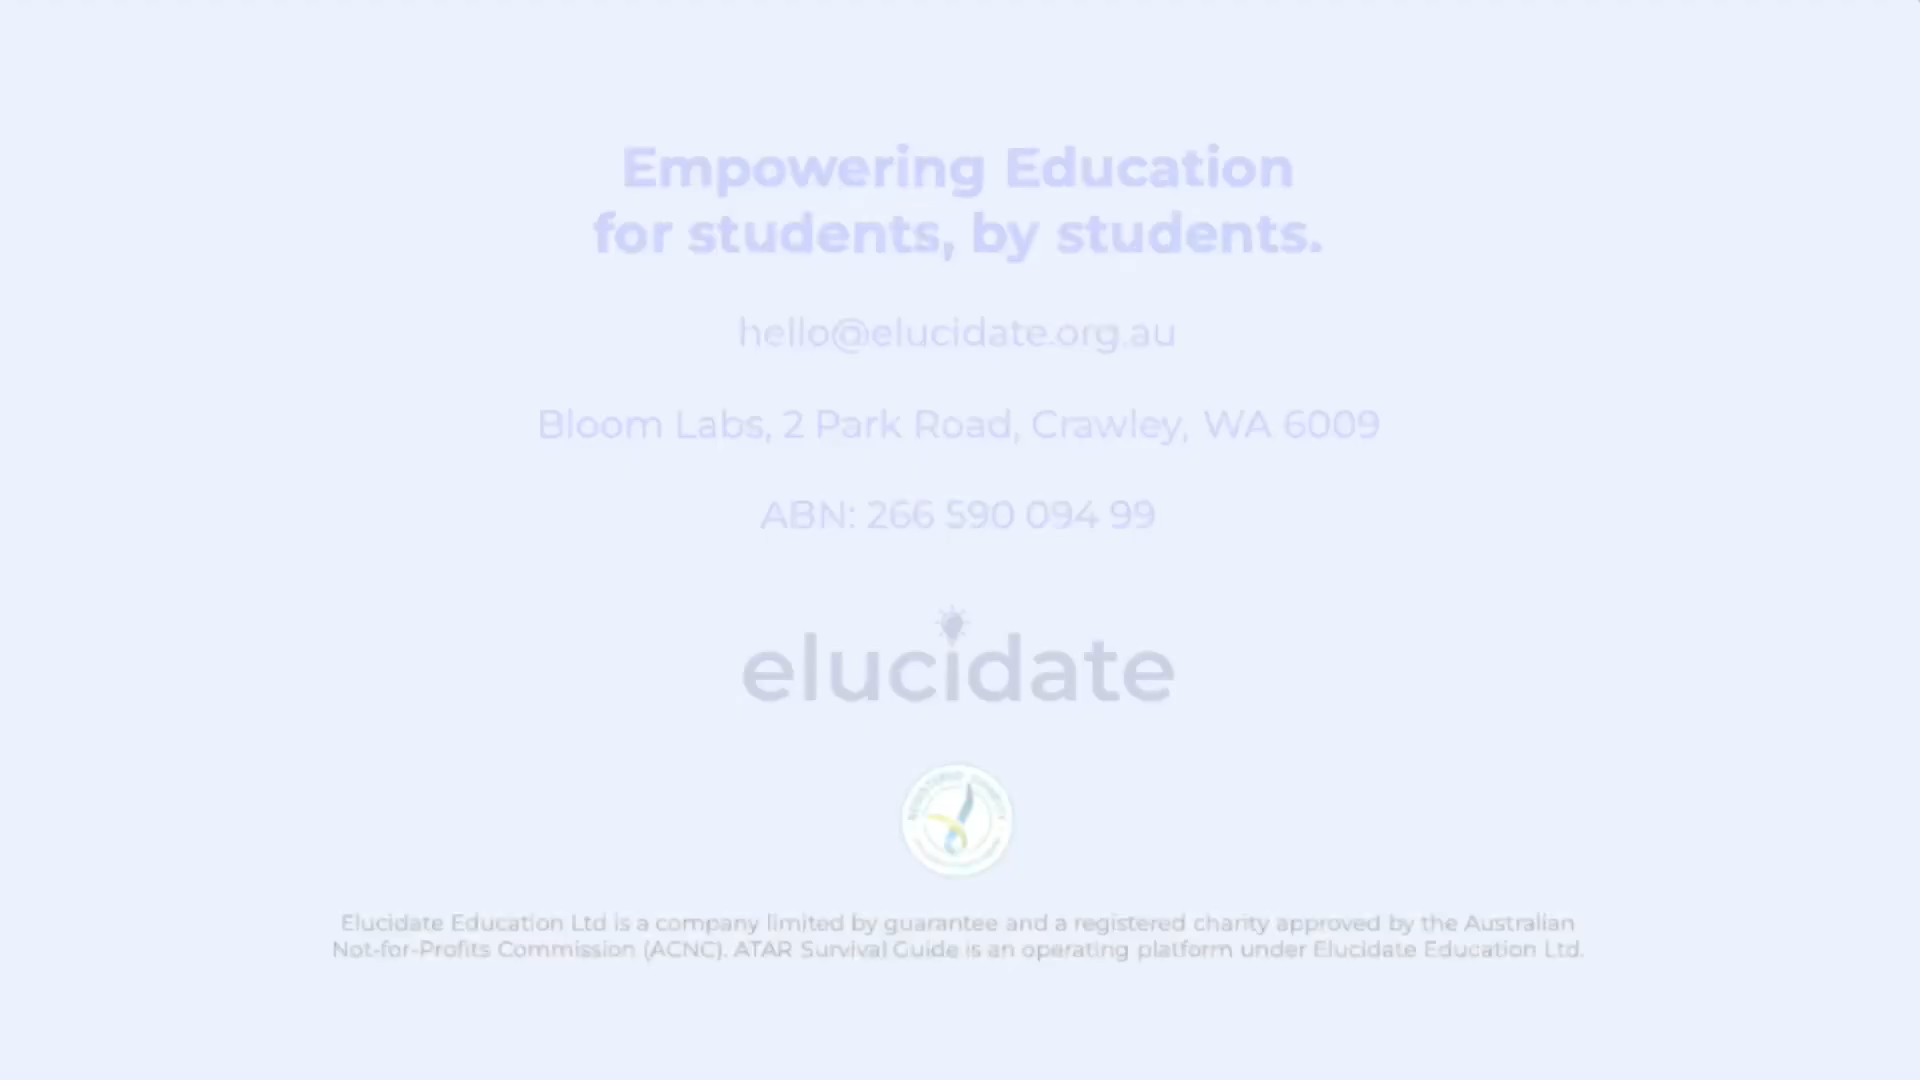 Empowering Education
for students, by students.
hello@elucidate.org.au
Bloom Labs, 2 Park Road, Crawley, WA 6009
ABN: 266 590 094 99
elucidate
Elucidate Education Ltd is a company limited by guarantee and a registered charity approved by the Australian
Not-for-Profits Commission (ACNC). ATAR Survival Guide is an operating platform under Elucidate Education Ltd.